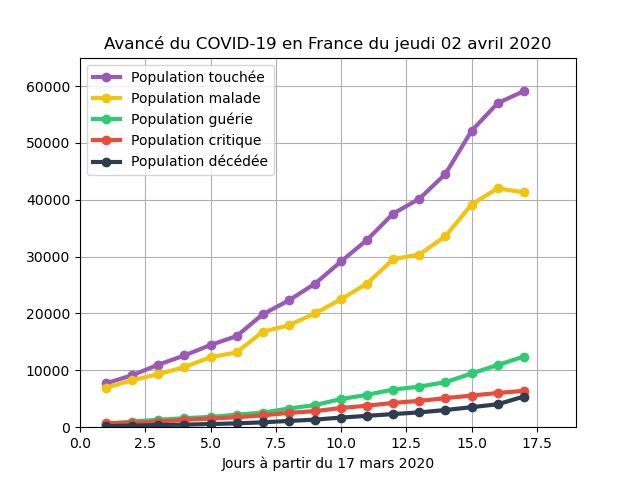 Avancé du COVID-19 en France du jeudi 02 avril 2020
60000
50000
40000
30000
20000
10000
0
Population touchée
Population malade
Population guérie
Population critique
Population décédée
0.0 2.5 5.0 7.5 10.0 12.5 15.0 17.5
Jours à partir du 17 mars 2020